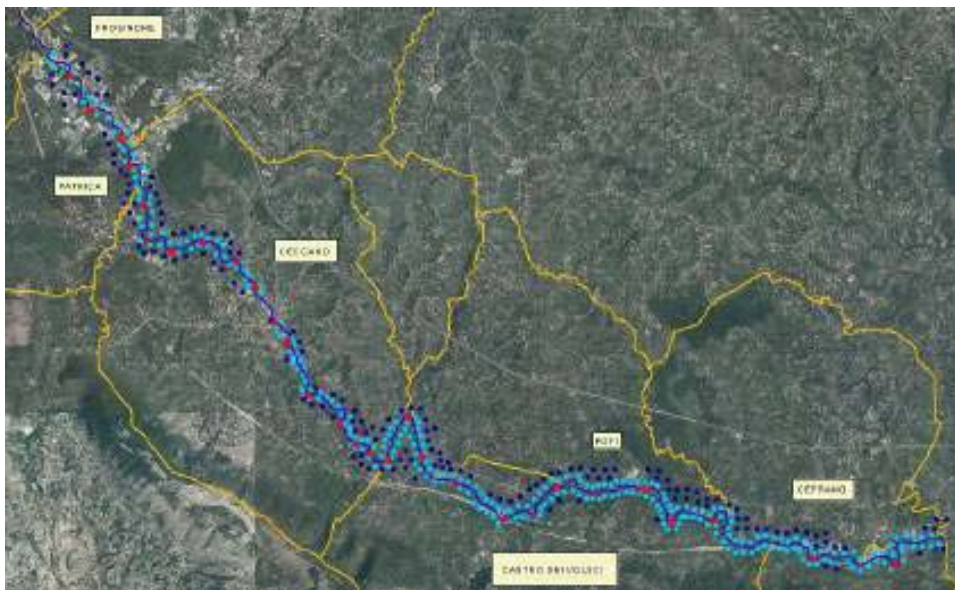 FROSINONE
PATRICA
CECCANO
POFI
CEPRANO
CASTRO DEI VOLSCI